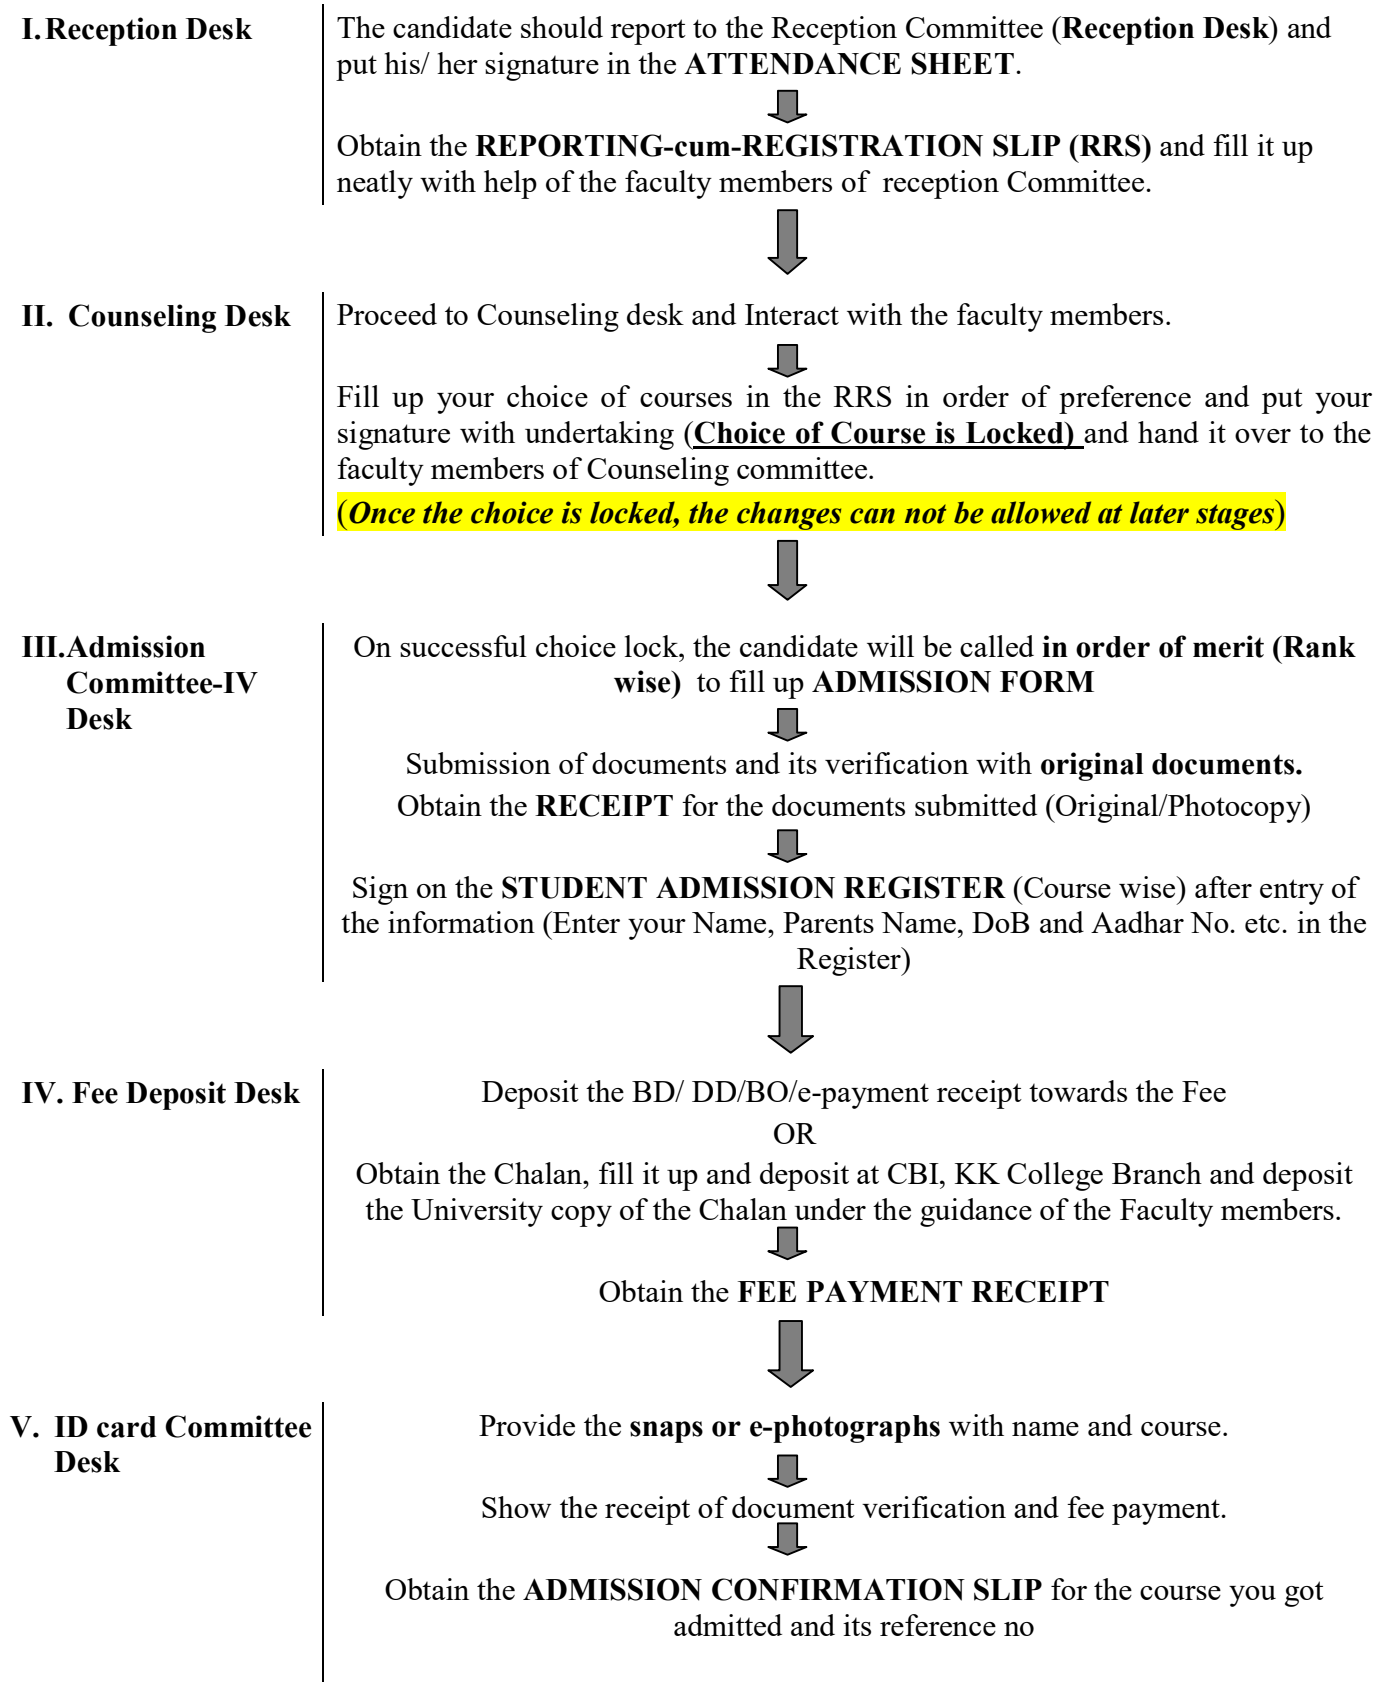 I. Reception Desk
The candidate should report to the Reception Committee (Reception Desk) and
put his/ her signature in the ATTENDANCE SHEET.
Obtain the REPORTING-cum-REGISTRATION SLIP (RRS) and fill it up
neatly with help of the faculty members of reception Committee.
II. Counseling Desk
Proceed to Counseling desk and Interact with the faculty members.
Fill up your choice of courses in the RRS in order of preference and put your
signature with undertaking (Choice of Course is Locked) and hand it over to the
faculty members of Counseling committee.
(Once the choice is locked, the changes can not be allowed at later stages)
III.Admission
Committee-IV
Desk
On successful choice lock, the candidate will be called in order of merit (Rank
wise) to fill up ADMISSION FORM
Submission of documents and its verification with original documents.
Obtain the RECEIPT for the documents submitted (Original/Photocopy)
Sign on the STUDENT ADMISSION REGISTER (Course wise) after entry of
the information (Enter your Name, Parents Name, DoB and Aadhar No. etc. in the
Register)
IV. Fee Deposit Desk
Deposit the BD/ DD/BO/e-payment receipt towards the Fee
OR
Obtain the Chalan, fill it up and deposit at CBI, KK College Branch and deposit
the University copy of the Chalan under the guidance of the Faculty members.
Obtain the FEE PAYMENT RECEIPT
V. ID card Committee
Desk
Provide the snaps or e-photographs with name and course.
Show the receipt of document verification and fee payment.
Obtain the ADMISSION CONFIRMATION SLIP for the course you got
admitted and its reference no